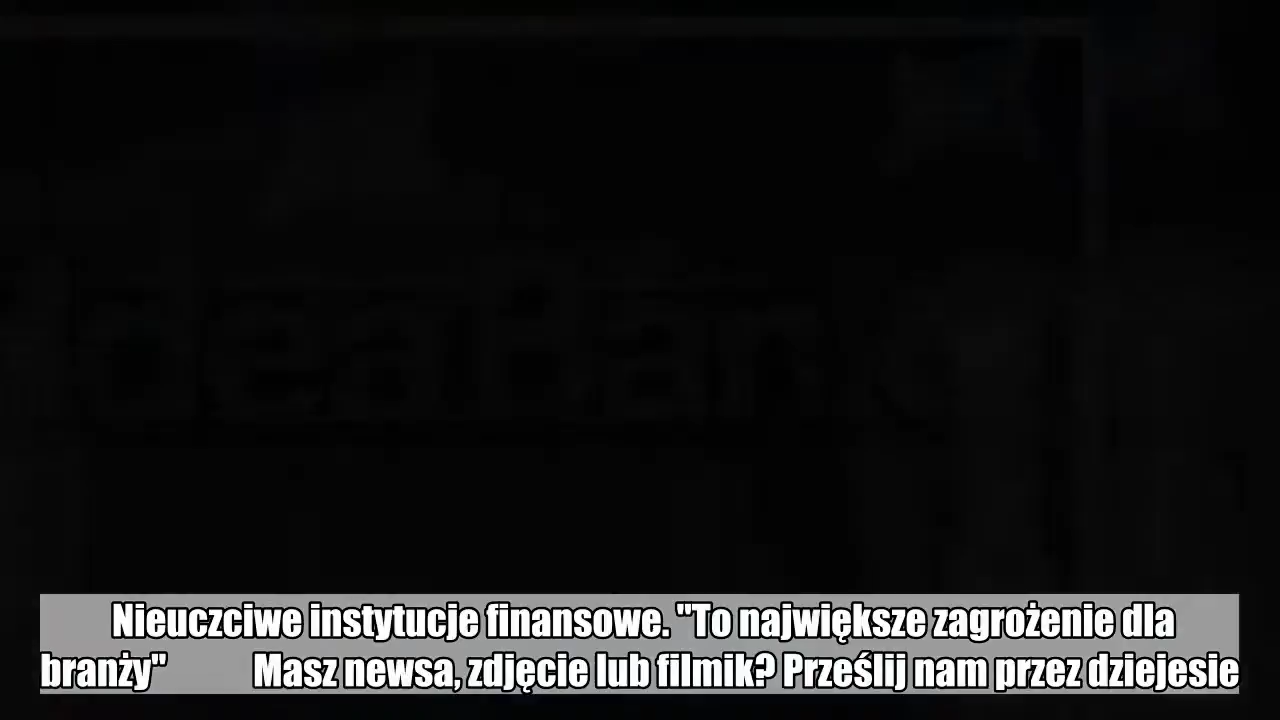 Nieuczciwe instytucje finansowe. "To największe zagrożenie dla
branży" Masz newsa, zdjęcie lub filmik? Prześlij nam przez dziejesie